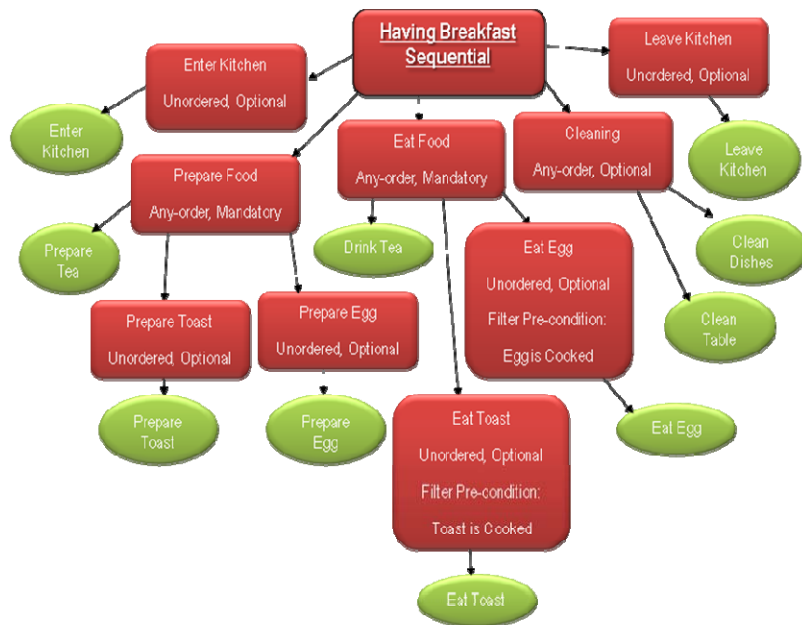 Having Breakfast
Sequential
Enter Kitchen
Unordered, Optional
Leave Kitchen
Unordered, Optional
Enter
Kitchen
Prepare Food
Any-order, Mandatory
Eat Food
Any-order, Mandatory
Cleaning
Any-order, Optional
Leave
Kitchen
Prepare
Tea
Drink Tea
Eat Egg
Unordered, Optional
Filter Pre-condition:
Egg is Cooked
Clean
Dishes
Prepare Toast
Unordered, Optional
Prepare Egg
Unordered, Optional
Clean
Table
Prepare
Toast
Prepare
Egg
Eat Toast
Unordered, Optional
Filter Pre-condition:
Toast is Cooked
Eat Egg
Eat Toast